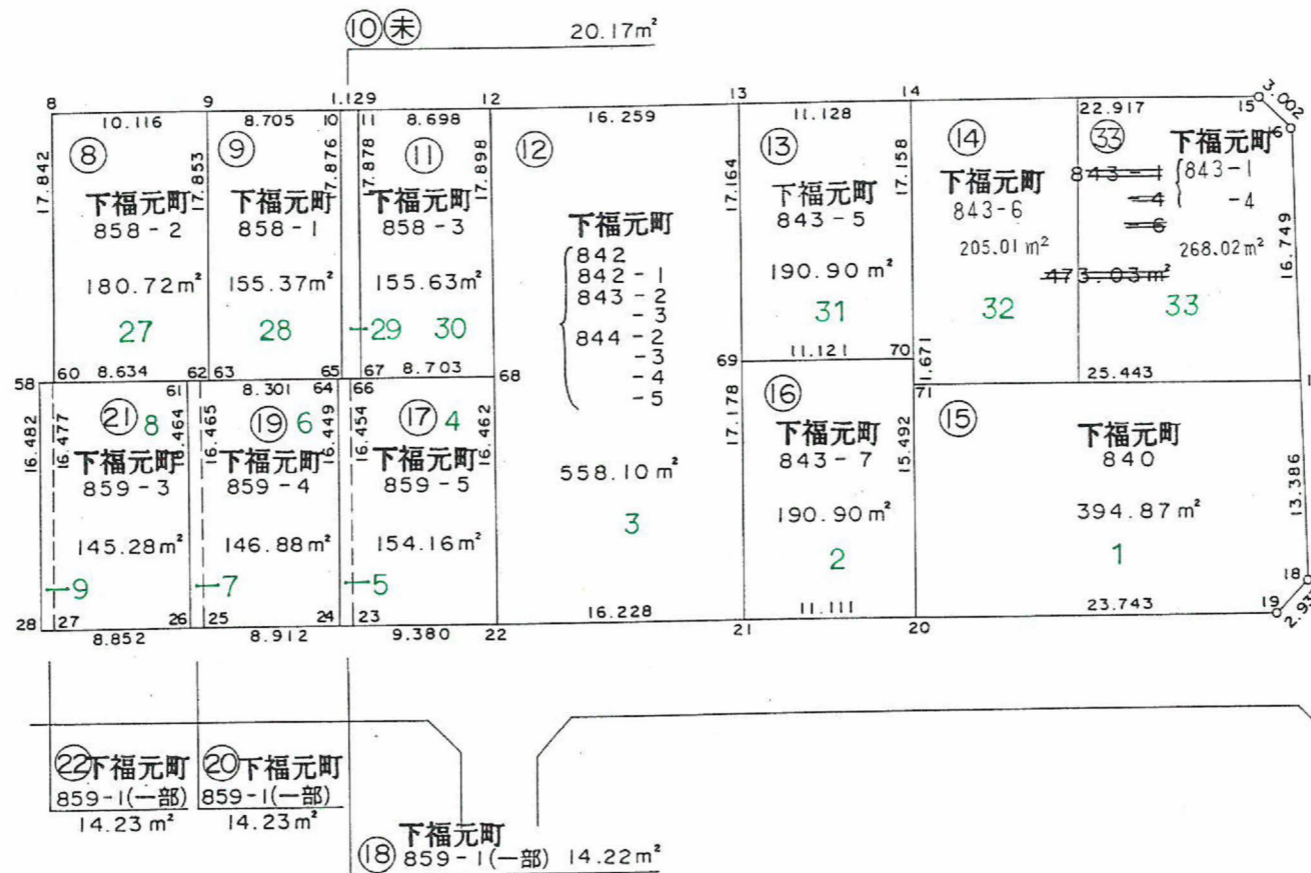 ⑩ 未 20.17m²
8 9 1.129 12 13 14 3.002
10.116 8.705 10 11 8.698 16.259 11.128 22.917 15
16
⑧ ⑨ ⑪ ⑫ ⑬ ⑭ ㉝
17.842 17.853 17.876 17.878 17.898 17.164 17.158 16.749
下福元町
858-2
180.72m²
27
下福元町
858-1
155.37m²
28
下福元町
858-3
155.63m²
29 30
下福元町
842
842-1
843-2
-3
844-2
-3
-4
-5
558.10m²
3
下福元町
843-5
190.90m²
31
下福元町
843-6
205.01m²
32
843-1
-4
-6
473.03m²
下福元町
843-1
-4
268.02m²
33
58 60 8.634 62 63 65 67 8.703 68
61 8.301 64 66
69 11.121 70 1.671
71 25.443
16.482 16.477 16.465 16.449 16.454 16.462 17.178 15.492 13.386
㉑ 8
下福元町
859-3
145.28m²
9
⑲ 6
下福元町
859-4
146.88m²
7
⑰ 4
下福元町
859-5
154.16m²
5
⑯
下福元町
843-7
190.90m²
2
⑮
下福元町
840
394.87m²
1
28 27 26 25 24 23 22 21 20 19 18
8.852 8.912 9.380 16.228 11.111 23.743
㉒下福元町
859-1(一部)
14.23m²
⑳下福元町
859-1(一部)
14.23m²
下福元町
⑱ 859-1(一部) 14.22m²